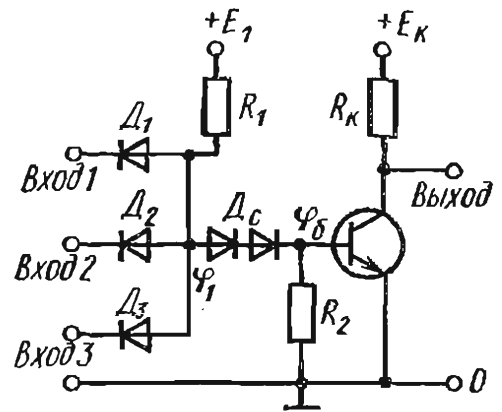 +E₁
+Eк
R₁
Rк
Д₁
Вход1
Выход
Д₂
Дс
φб
Вход2
φ₁
Д₃
R₂
Вход3
0